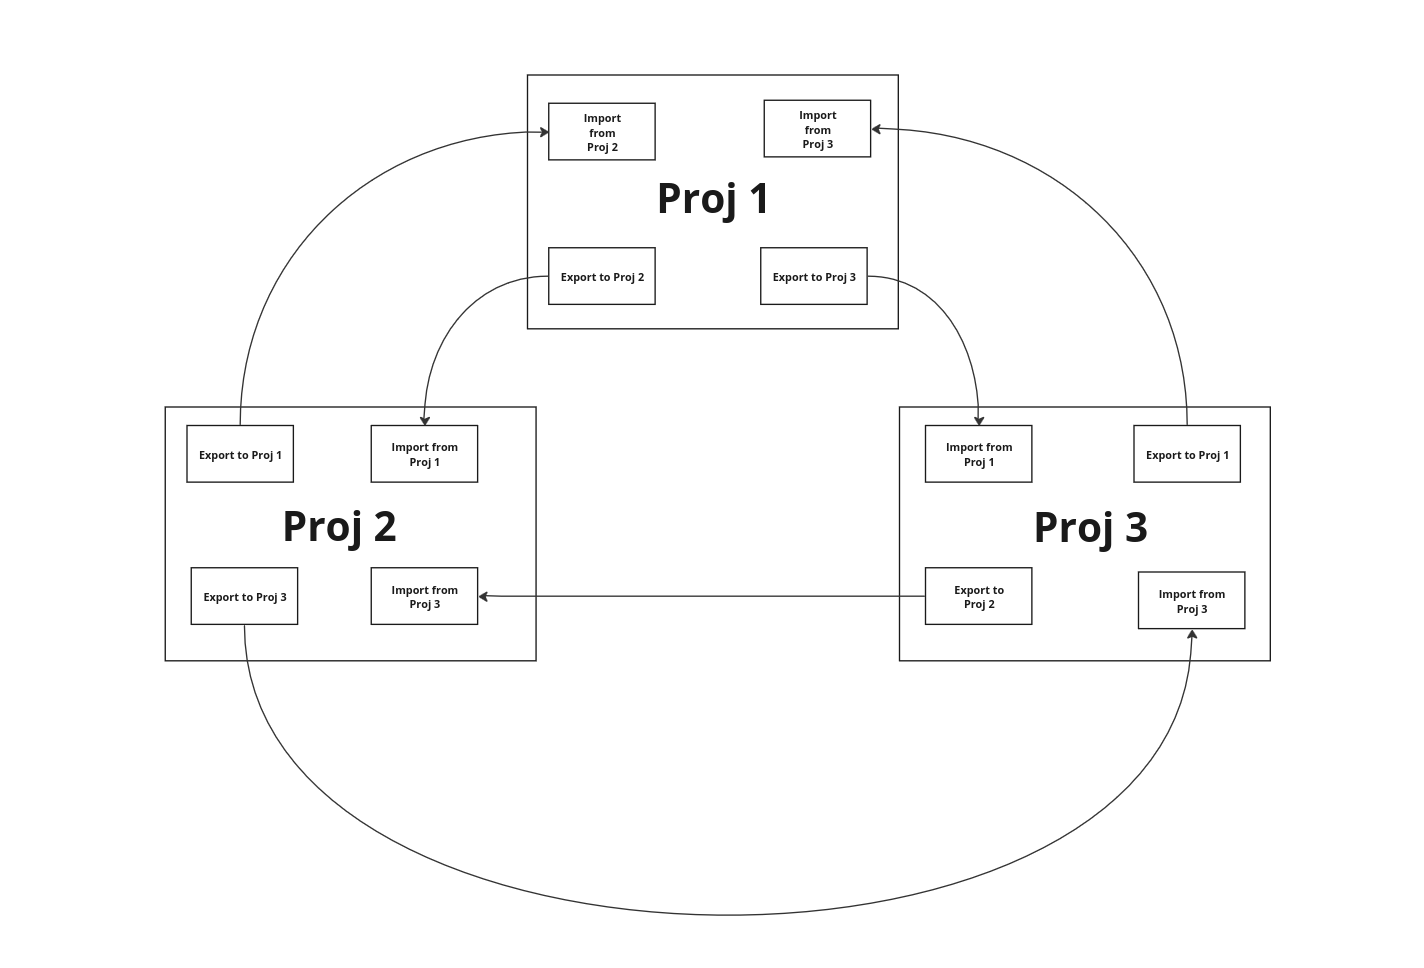 Import
from
Proj 2
Import
from
Proj 3
Proj 1
Export to Proj 2
Export to Proj 3
Export to Proj 1
Import from
Proj 1
Proj 2
Export to Proj 3
Import from
Proj 3
Import from
Proj 1
Export to Proj 1
Proj 3
Export to
Proj 2
Import from
Proj 3